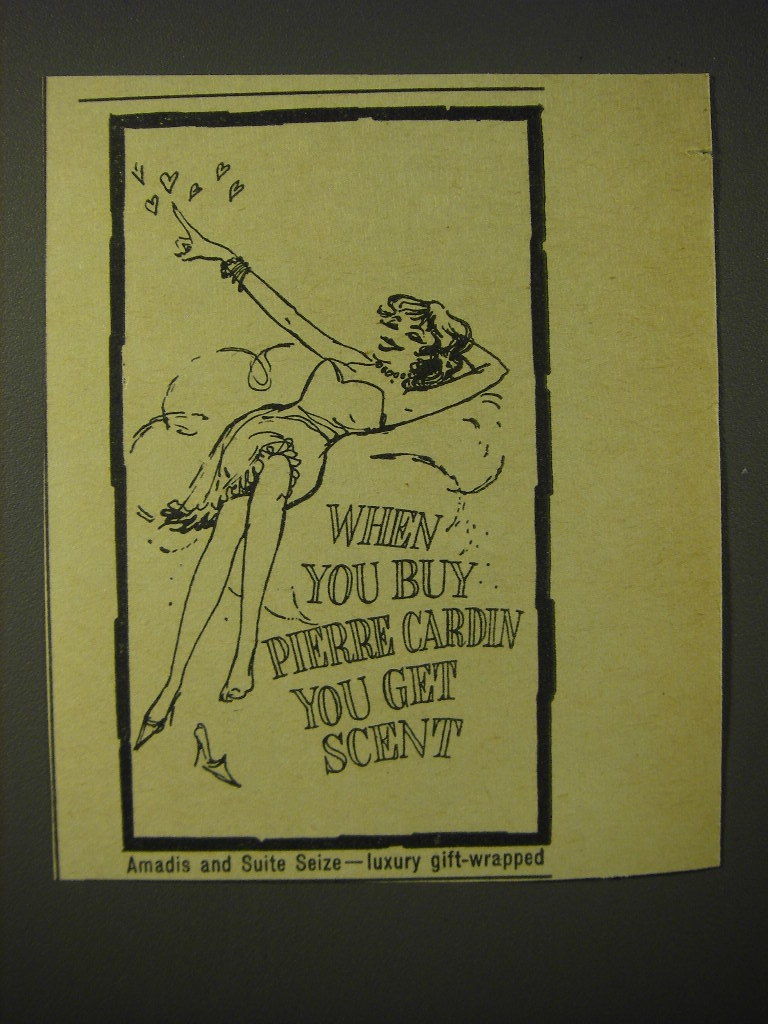 WHEN
YOU BUY
PIERRE CARDIN
YOU GET
SCENT
Amadis and Suite Seize—luxury gift-wrapped